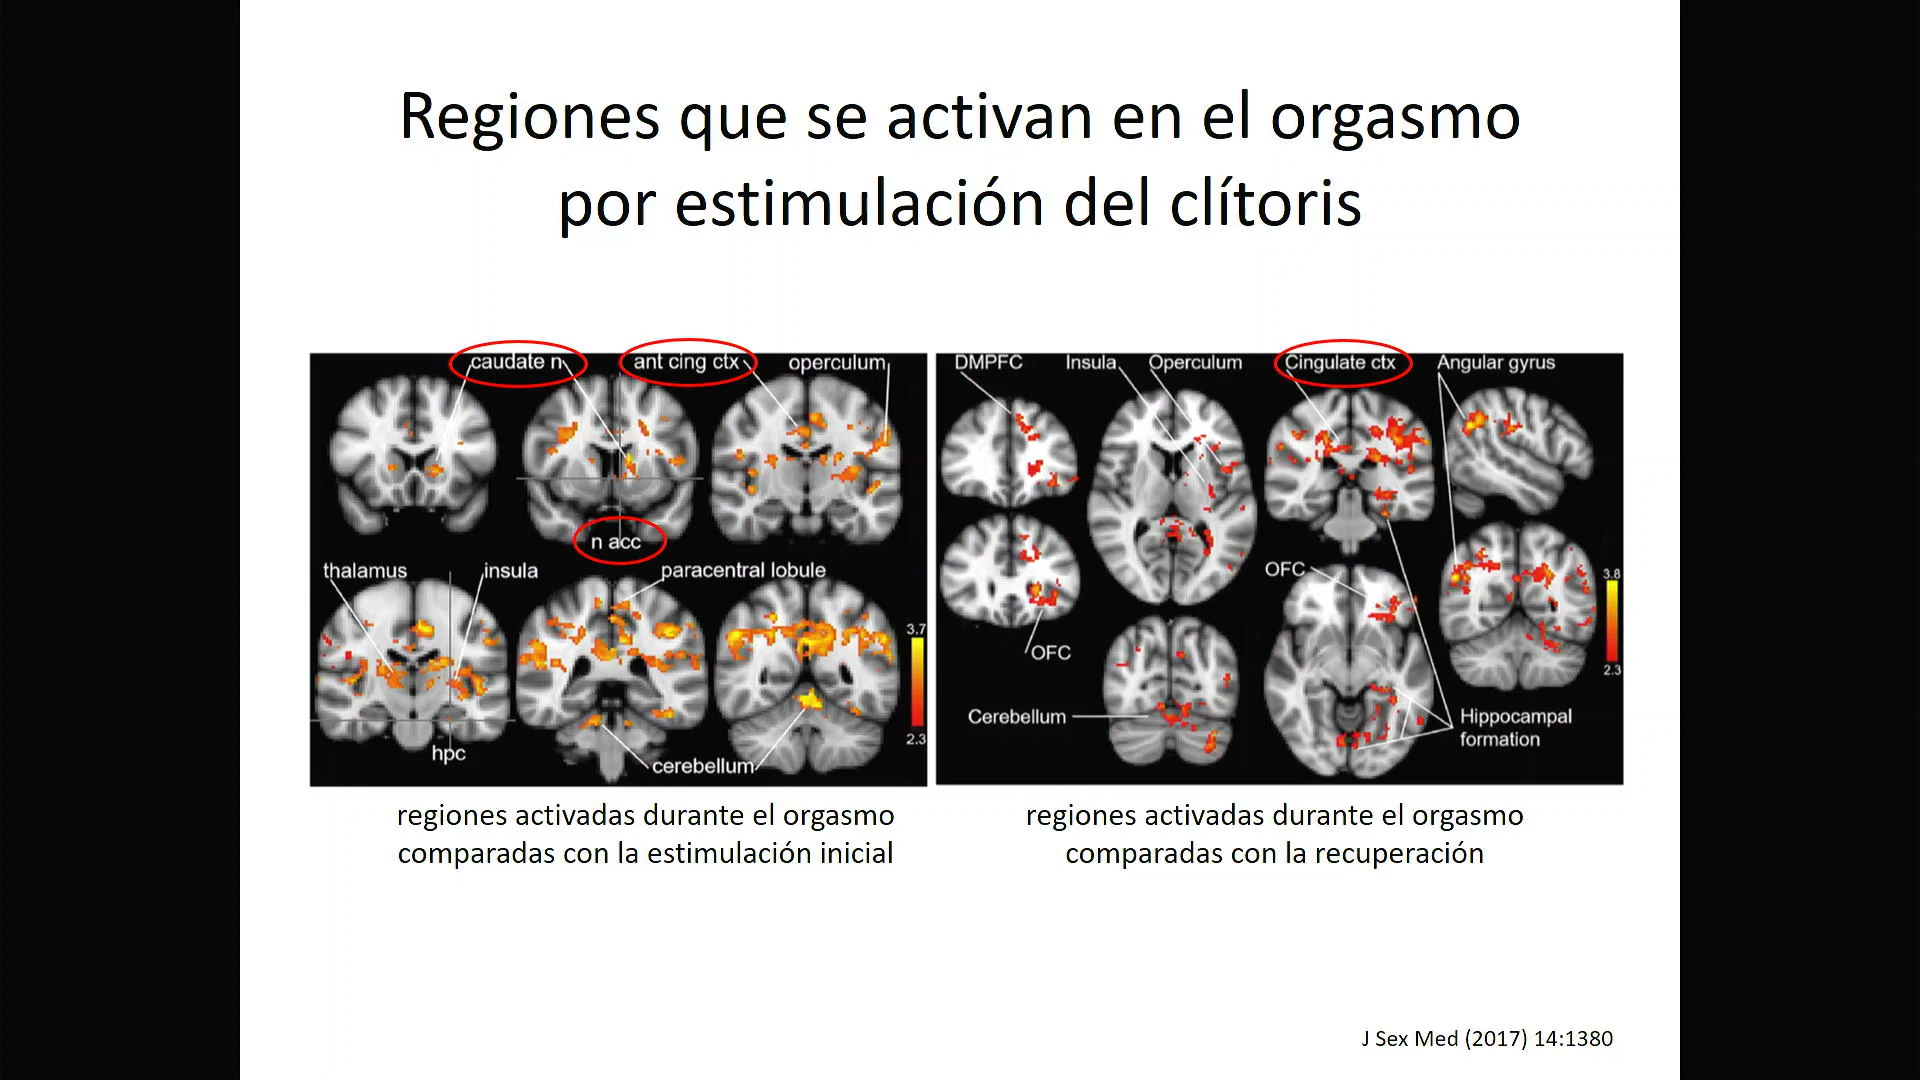 Regiones que se activan en el orgasmo
por estimulación del clítoris
caudate n
ant cing ctx
operculum
n acc
thalamus
insula
paracentral lobule
hpc
cerebellum
3.7
2.3
DMPFC
Insula
Operculum
Cingulate ctx
Angular gyrus
OFC
OFC
Cerebellum
Hippocampal
formation
3.8
2.3
regiones activadas durante el orgasmo
comparadas con la estimulación inicial
regiones activadas durante el orgasmo
comparadas con la recuperación
J Sex Med (2017) 14:1380